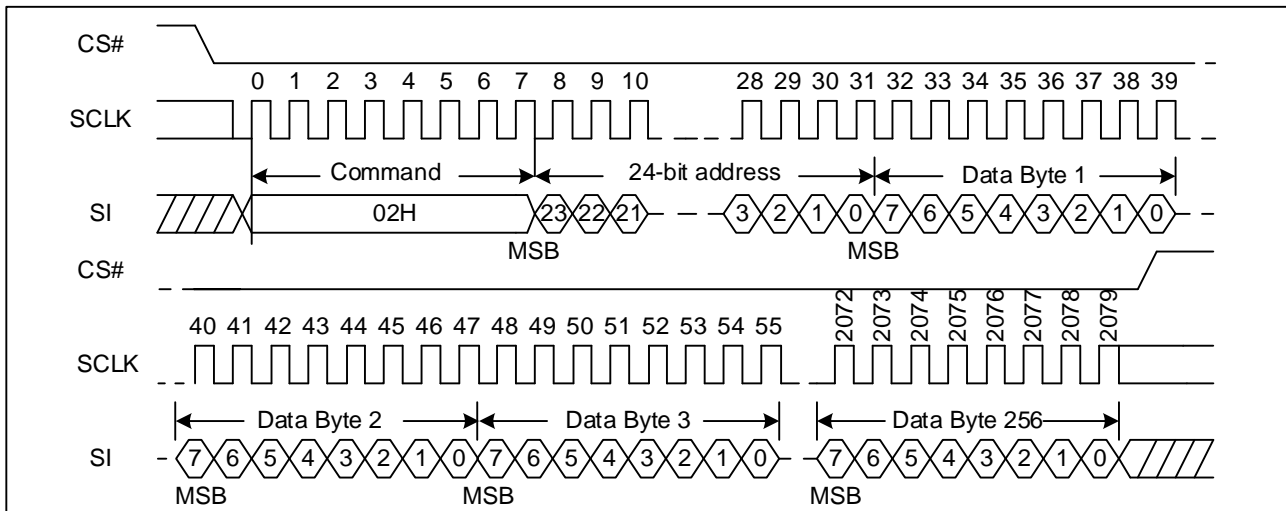 CS#
0 1 2 3 4 5 6 7 8 9 10 28 29 30 31 32 33 34 35 36 37 38 39
SCLK
Command 24-bit address Data Byte 1
SI 02H 23 22 21 3 2 1 0 7 6 5 4 3 2 1 0
MSB MSB
CS#
40 41 42 43 44 45 46 47 48 49 50 51 52 53 54 55 2072 2073 2074 2075 2076 2077 2078 2079
SCLK
Data Byte 2 Data Byte 3 Data Byte 256
SI 7 6 5 4 3 2 1 0 7 6 5 4 3 2 1 0 7 6 5 4 3 2 1 0
MSB MSB MSB